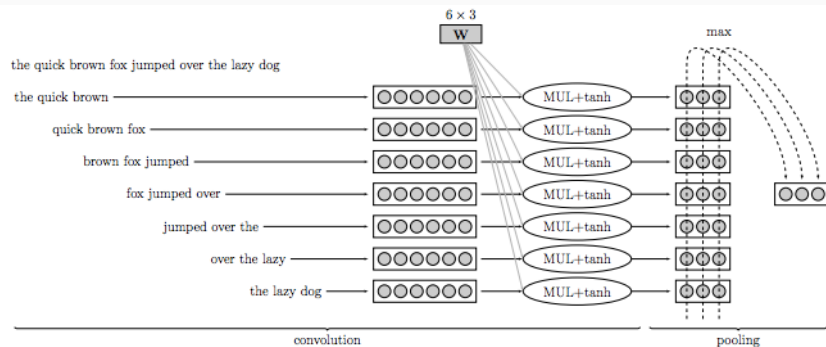 6 × 3
W
max
the quick brown fox jumped over the lazy dog
the quick brown
MUL+tanh
quick brown fox
MUL+tanh
brown fox jumped
MUL+tanh
fox jumped over
MUL+tanh
jumped over the
MUL+tanh
over the lazy
MUL+tanh
the lazy dog
MUL+tanh
convolution
pooling